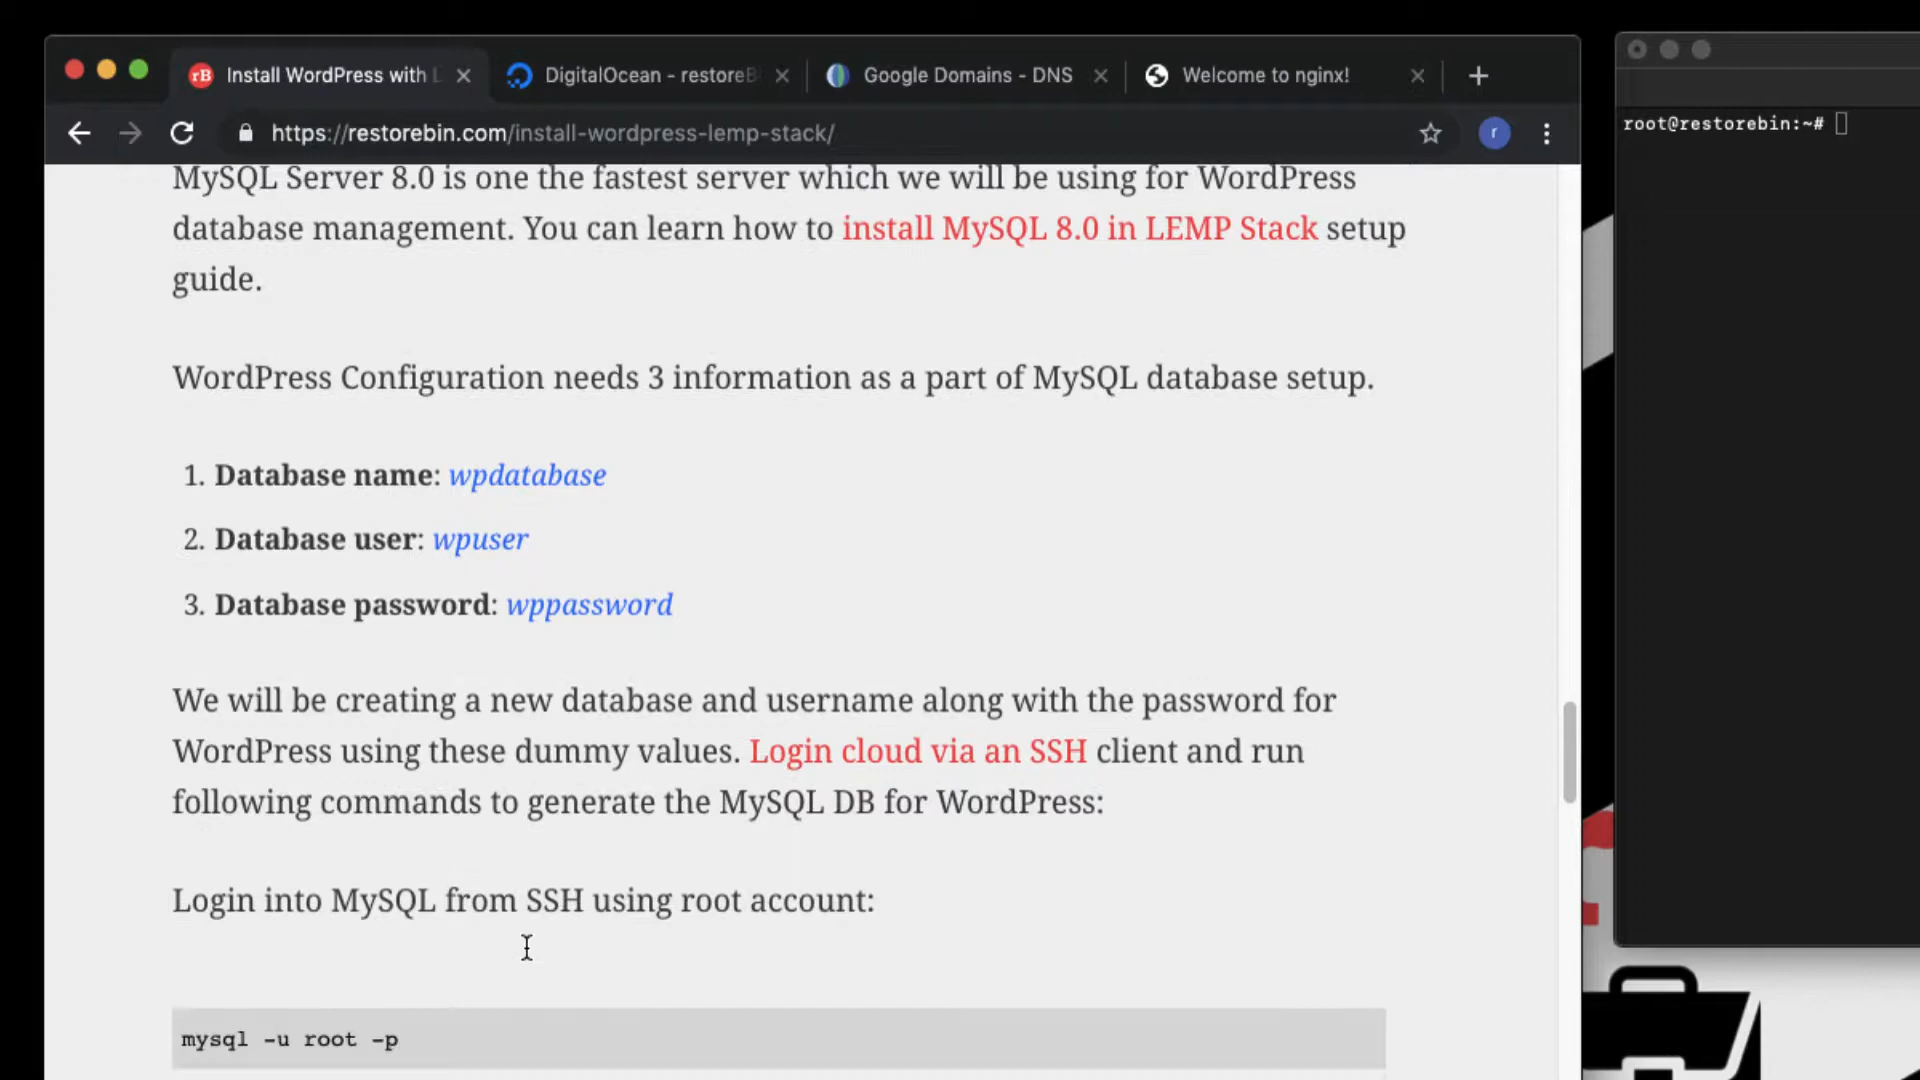 Install WordPress with L
DigitalOcean - restoreB
Google Domains - DNS
Welcome to nginx!
https://restorebin.com/install-wordpress-lemp-stack/
r
root@restorebin:~#
MySQL Server 8.0 is one the fastest server which we will be using for WordPress
database management. You can learn how to install MySQL 8.0 in LEMP Stack setup
guide.
WordPress Configuration needs 3 information as a part of MySQL database setup.
1. Database name: wpdatabase
2. Database user: wpuser
3. Database password: wppassword
We will be creating a new database and username along with the password for
WordPress using these dummy values. Login cloud via an SSH client and run
following commands to generate the MySQL DB for WordPress:
Login into MySQL from SSH using root account:
mysql -u root -p